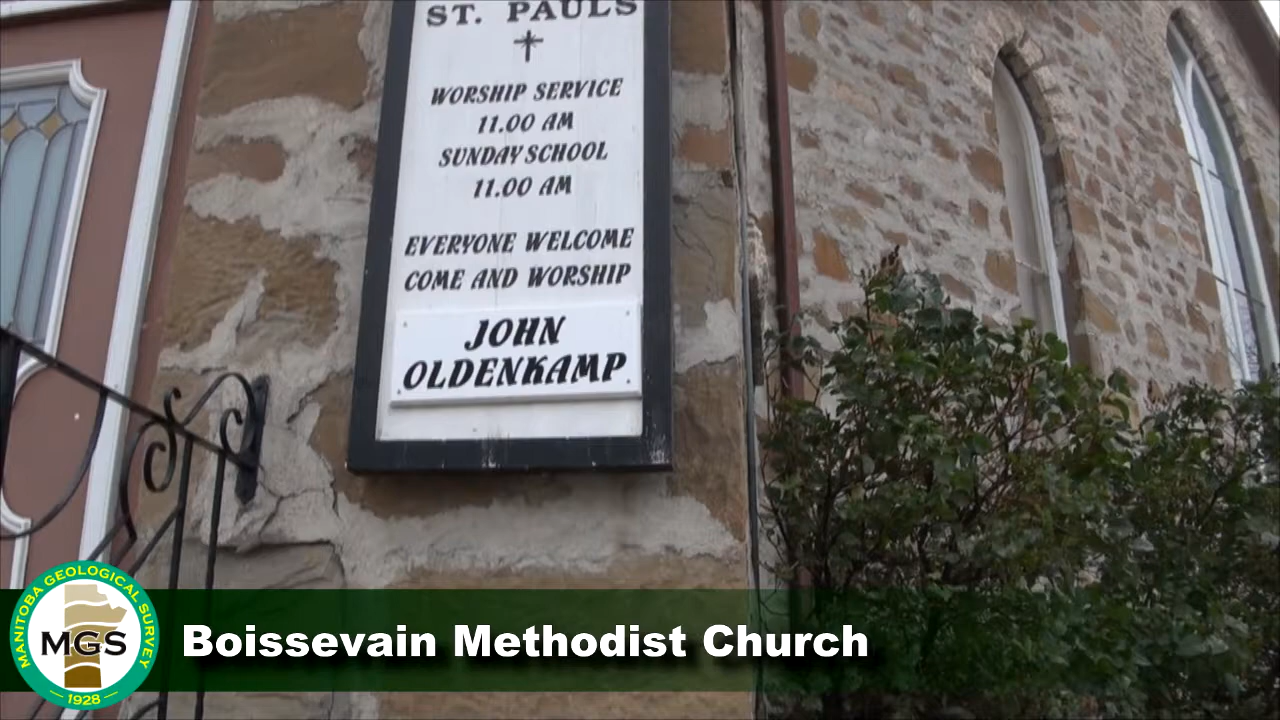 ST. PAULS
WORSHIP SERVICE
11.00 AM
SUNDAY SCHOOL
11.00 AM
EVERYONE WELCOME
COME AND WORSHIP
JOHN
OLDENKAMP
MANITOBA GEOLOGICAL SURVEY
MGS
1928
Boissevain Methodist Church